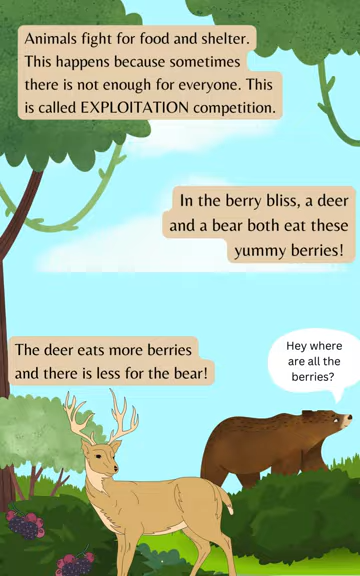 Animals fight for food and shelter.
This happens because sometimes
there is not enough for everyone. This
is called EXPLOITATION competition.
In the berry bliss, a deer
and a bear both eat these
yummy berries!
The deer eats more berries
and there is less for the bear!
Hey where
are all the
berries?